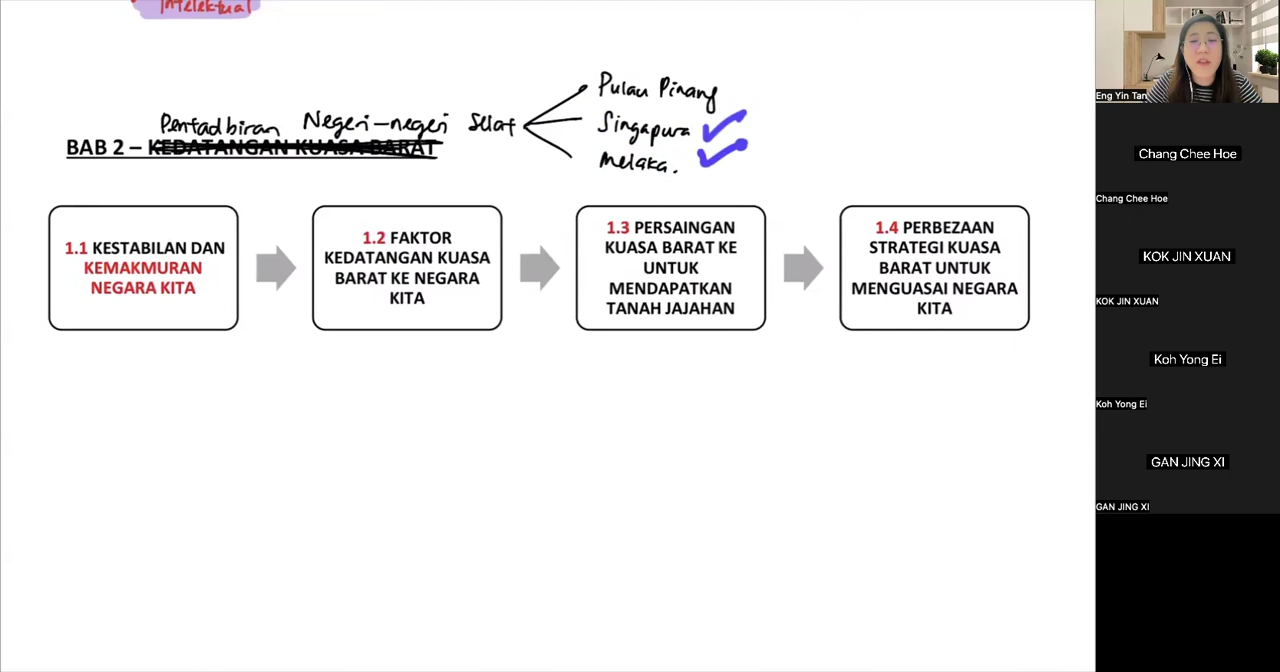 Intelektual
Pentadbiran Negeri-negeri Selat
Pulau Pinang
Singapura
Melaka.
BAB 2 – KEDATANGAN KUASA BARAT
1.1 KESTABILAN DAN
KEMAKMURAN
NEGARA KITA
1.2 FAKTOR
KEDATANGAN KUASA
BARAT KE NEGARA
KITA
1.3 PERSAINGAN
KUASA BARAT KE
UNTUK
MENDAPATKAN
TANAH JAJAHAN
1.4 PERBEZAAN
STRATEGI KUASA
BARAT UNTUK
MENGUASAI NEGARA
KITA
Eng Yin Tan
Chang Chee Hoe
Chang Chee Hoe
KOK JIN XUAN
KOK JIN XUAN
Koh Yong Ei
Koh Yong Ei
GAN JING XI
GAN JING XI